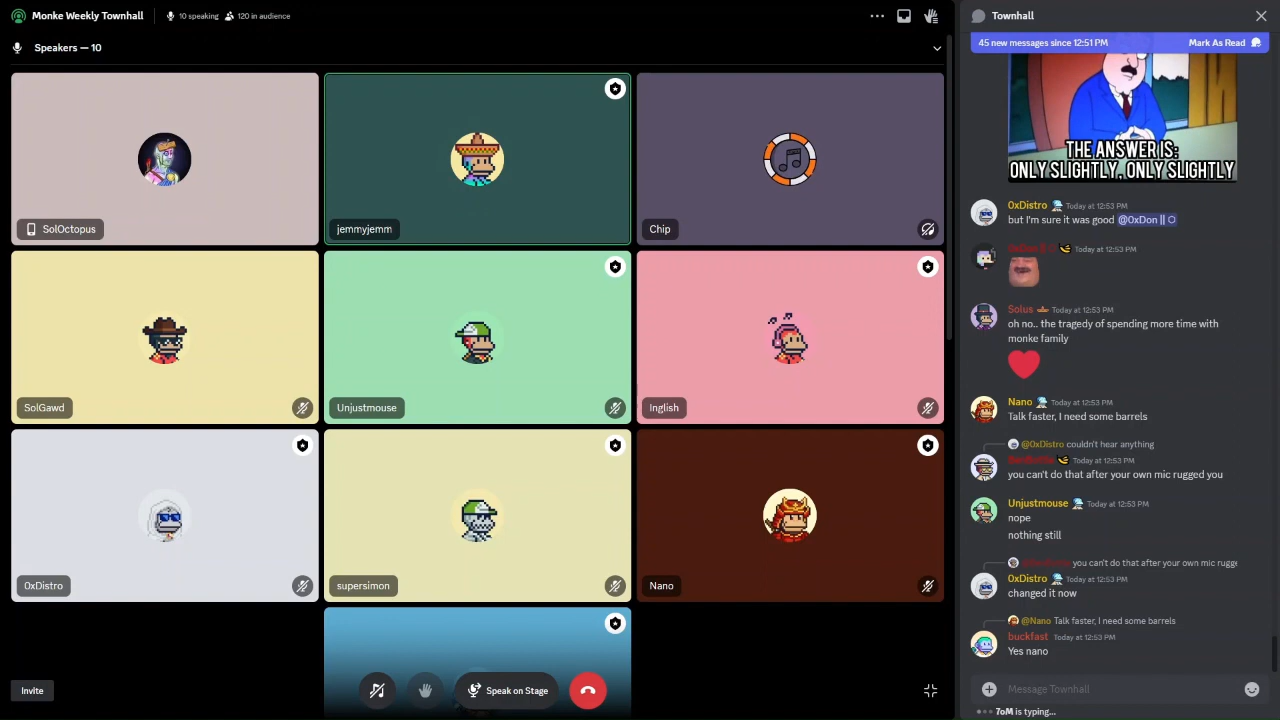 Monke Weekly Townhall
10 speaking
120 in audience
Speakers — 10
SolOctopus
jemmyjemm
Chip
SolGawd
Unjustmouse
Inglish
0xDistro
supersimon
Nano
Invite
Speak on Stage
Townhall
45 new messages since 12:51 PM
Mark As Read
THE ANSWER IS:
ONLY SLIGHTLY, ONLY SLIGHTLY
0xDistro Today at 12:53 PM
but I'm sure it was good @0xDon || O
0xDon || O Today at 12:53 PM
Solus Today at 12:53 PM
oh no.. the tragedy of spending more time with
monke family
Nano Today at 12:53 PM
Talk faster, I need some barrels
@0xDistro couldn't hear anything
Today at 12:53 PM
you can't do that after your own mic rugged you
Unjustmouse Today at 12:53 PM
nope
nothing still
you can't do that after your own mic rugge
0xDistro Today at 12:53 PM
changed it now
@Nano Talk faster, I need some barrels
buckfast Today at 12:53 PM
Yes nano
Message Townhall
7oM is typing...